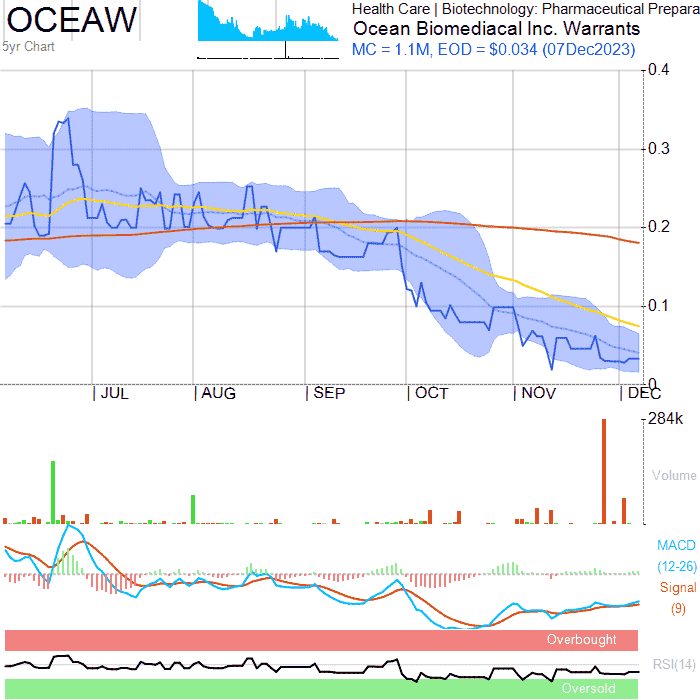 OCEAW
5yr Chart
Health Care | Biotechnology: Pharmaceutical Prepara
Ocean Biomediacal Inc. Warrants
MC = 1.1M, EOD = $0.034 (07Dec2023)
0.4
0.3
0.2
0.1
0
JUL AUG SEP OCT NOV DEC
284k
Volume
MACD
(12-26)
Signal
(9)
Overbought
RSI(14)
Oversold